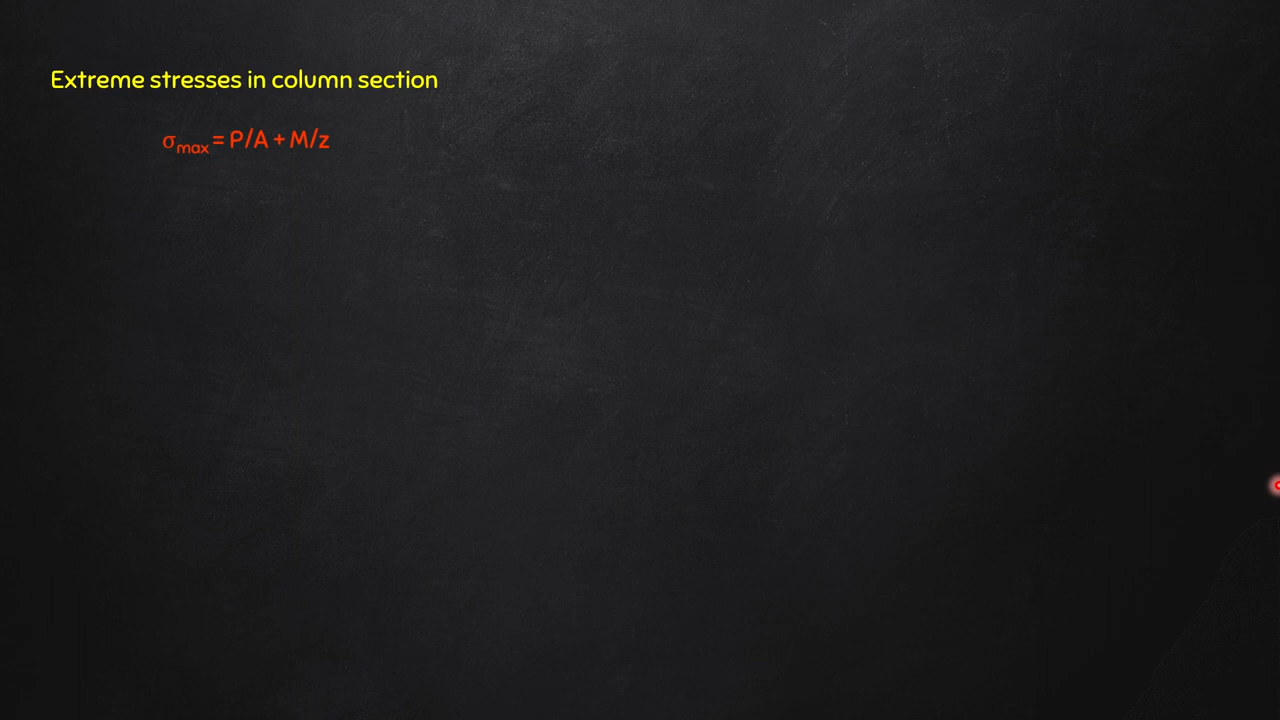 Extreme stresses in column section
σmax = P/A + M/z